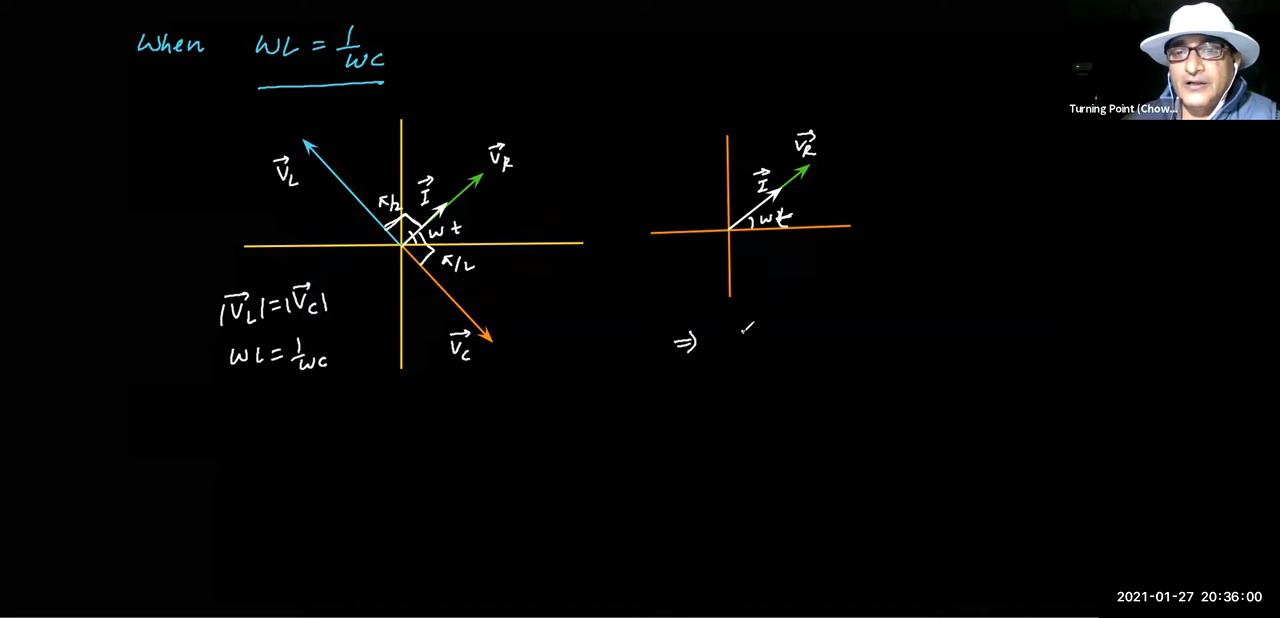 When ωL = 1/ωC
Turning Point (Chow...
V⃗L
V⃗R
I⃗
π/2
ωt
π/2
V⃗C
|V⃗L| = |V⃗C|
ωL = 1/ωC
V⃗R
I⃗
ωt
⇒
2021-01-27 20:36:00